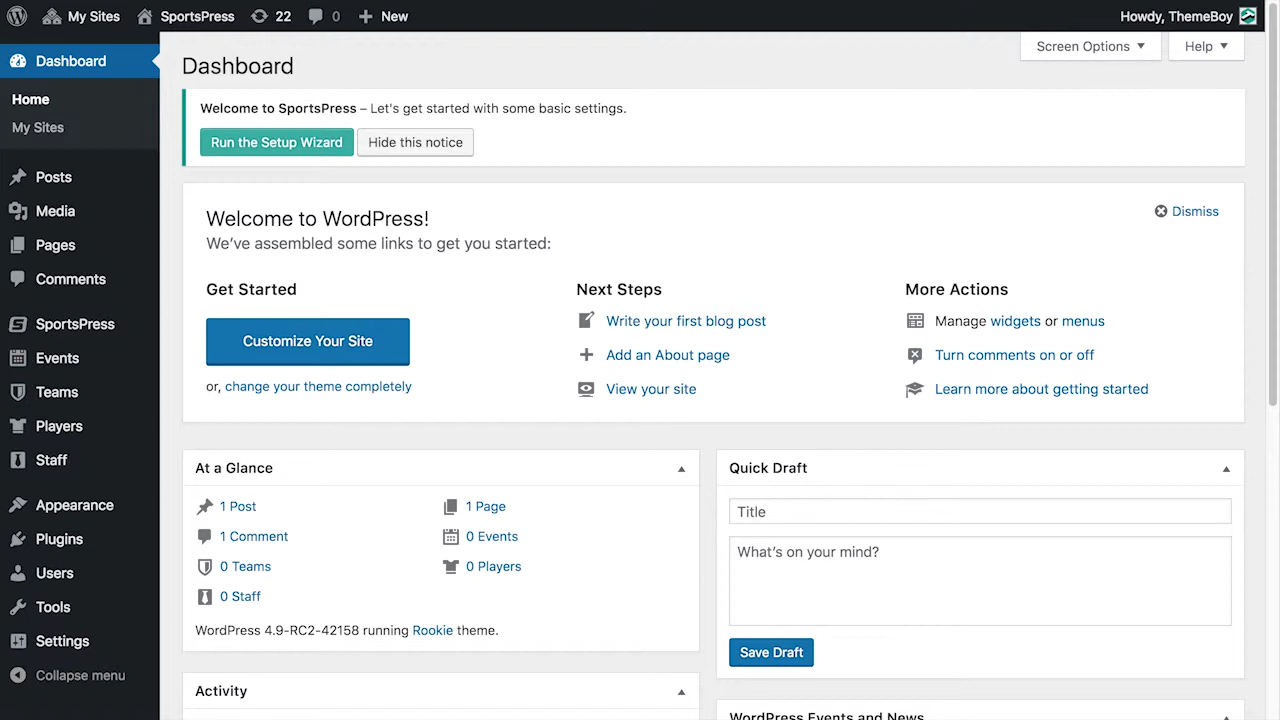 My Sites
SportsPress
22
0
New
Howdy, ThemeBoy
Dashboard
Home
My Sites
Posts
Media
Pages
Comments
SportsPress
Events
Teams
Players
Staff
Appearance
Plugins
Users
Tools
Settings
Collapse menu
Screen Options
Help
Dashboard
Welcome to SportsPress – Let's get started with some basic settings.
Run the Setup Wizard
Hide this notice
Welcome to WordPress!
We've assembled some links to get you started:
Dismiss
Get Started
Customize Your Site
or, change your theme completely
Next Steps
Write your first blog post
Add an About page
View your site
More Actions
Manage widgets or menus
Turn comments on or off
Learn more about getting started
At a Glance
1 Post
1 Page
1 Comment
0 Events
0 Teams
0 Players
0 Staff
WordPress 4.9-RC2-42158 running Rookie theme.
Activity
Quick Draft
Title
What's on your mind?
Save Draft
WordPress Events and News